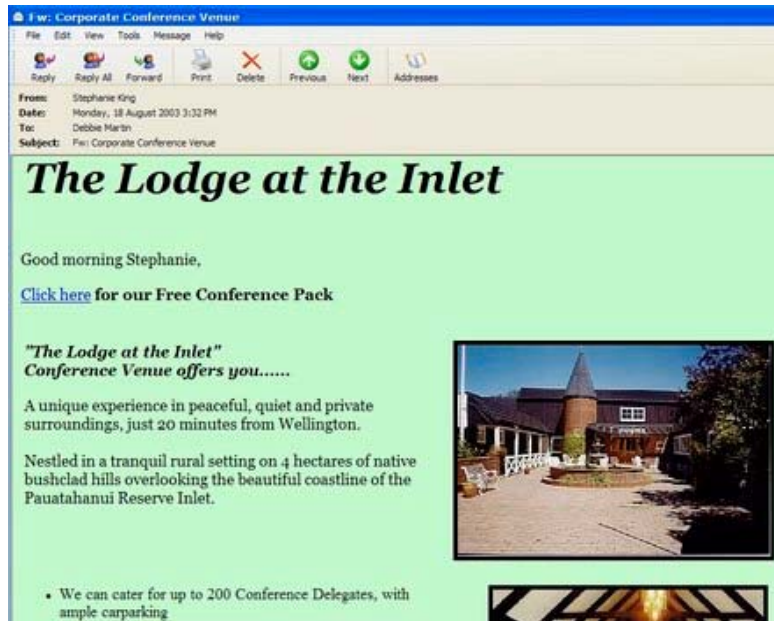 Fw: Corporate Conference Venue
File Edit View Tools Message Help
Reply Reply All Forward Print Delete Previous Next Addresses
From: Stephanie King
Date: Monday, 18 August 2003 3:32 PM
To: Debbie Martin
Subject: Fw: Corporate Conference Venue
The Lodge at the Inlet
Good morning Stephanie,
Click here for our Free Conference Pack
"The Lodge at the Inlet"
Conference Venue offers you......
A unique experience in peaceful, quiet and private
surroundings, just 20 minutes from Wellington.
Nestled in a tranquil rural setting on 4 hectares of native
bushclad hills overlooking the beautiful coastline of the
Pauatahanui Reserve Inlet.
• We can cater for up to 200 Conference Delegates, with
ample carparking